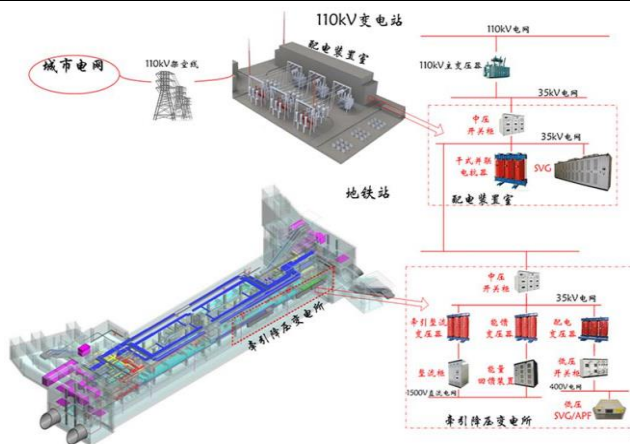 110kV变电站
110kV电网
配电装置室
城市电网
110kV架空线
110kV主变压器
35kV电网
中压
开关柜
35kV电网
干式并联
电抗器
SVG
配电装置室
地铁站
牵引降压变电所
中压
开关柜
35kV电网
牵引整流
变压器
能馈
变压器
配电
变压器
整流柜
能量
回馈装置
低压
开关柜
1500V直流电网
400V电网
低压
SVG/APF
牵引降压变电所